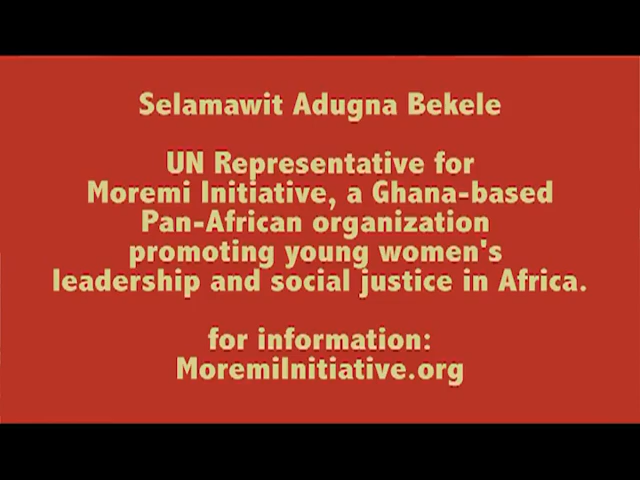 Selamawit Adugna Bekele
UN Representative for
Moremi Initiative, a Ghana-based
Pan-African organization
promoting young women's
leadership and social justice in Africa.
for information:
MoremiInitiative.org